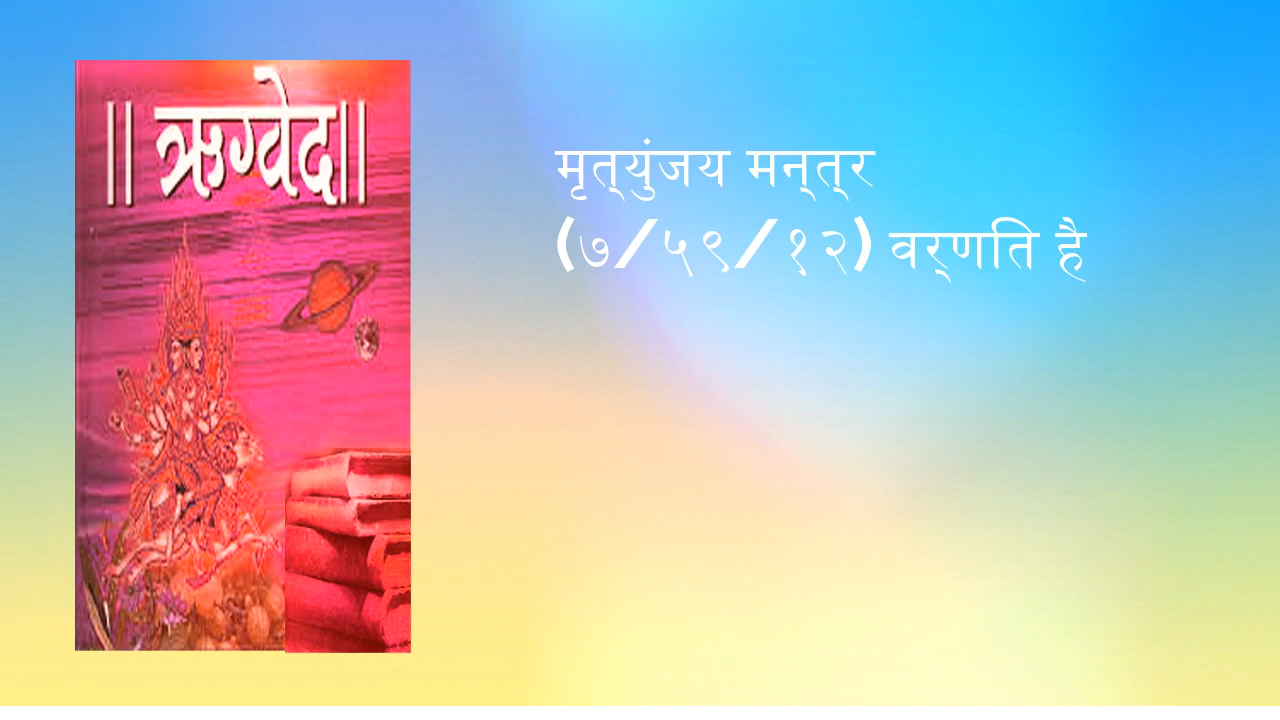 || ऋग्वेद ||
मृत्‌युंजय मन्‌त्‌र
(७/५९/१२) वर्‌णति है